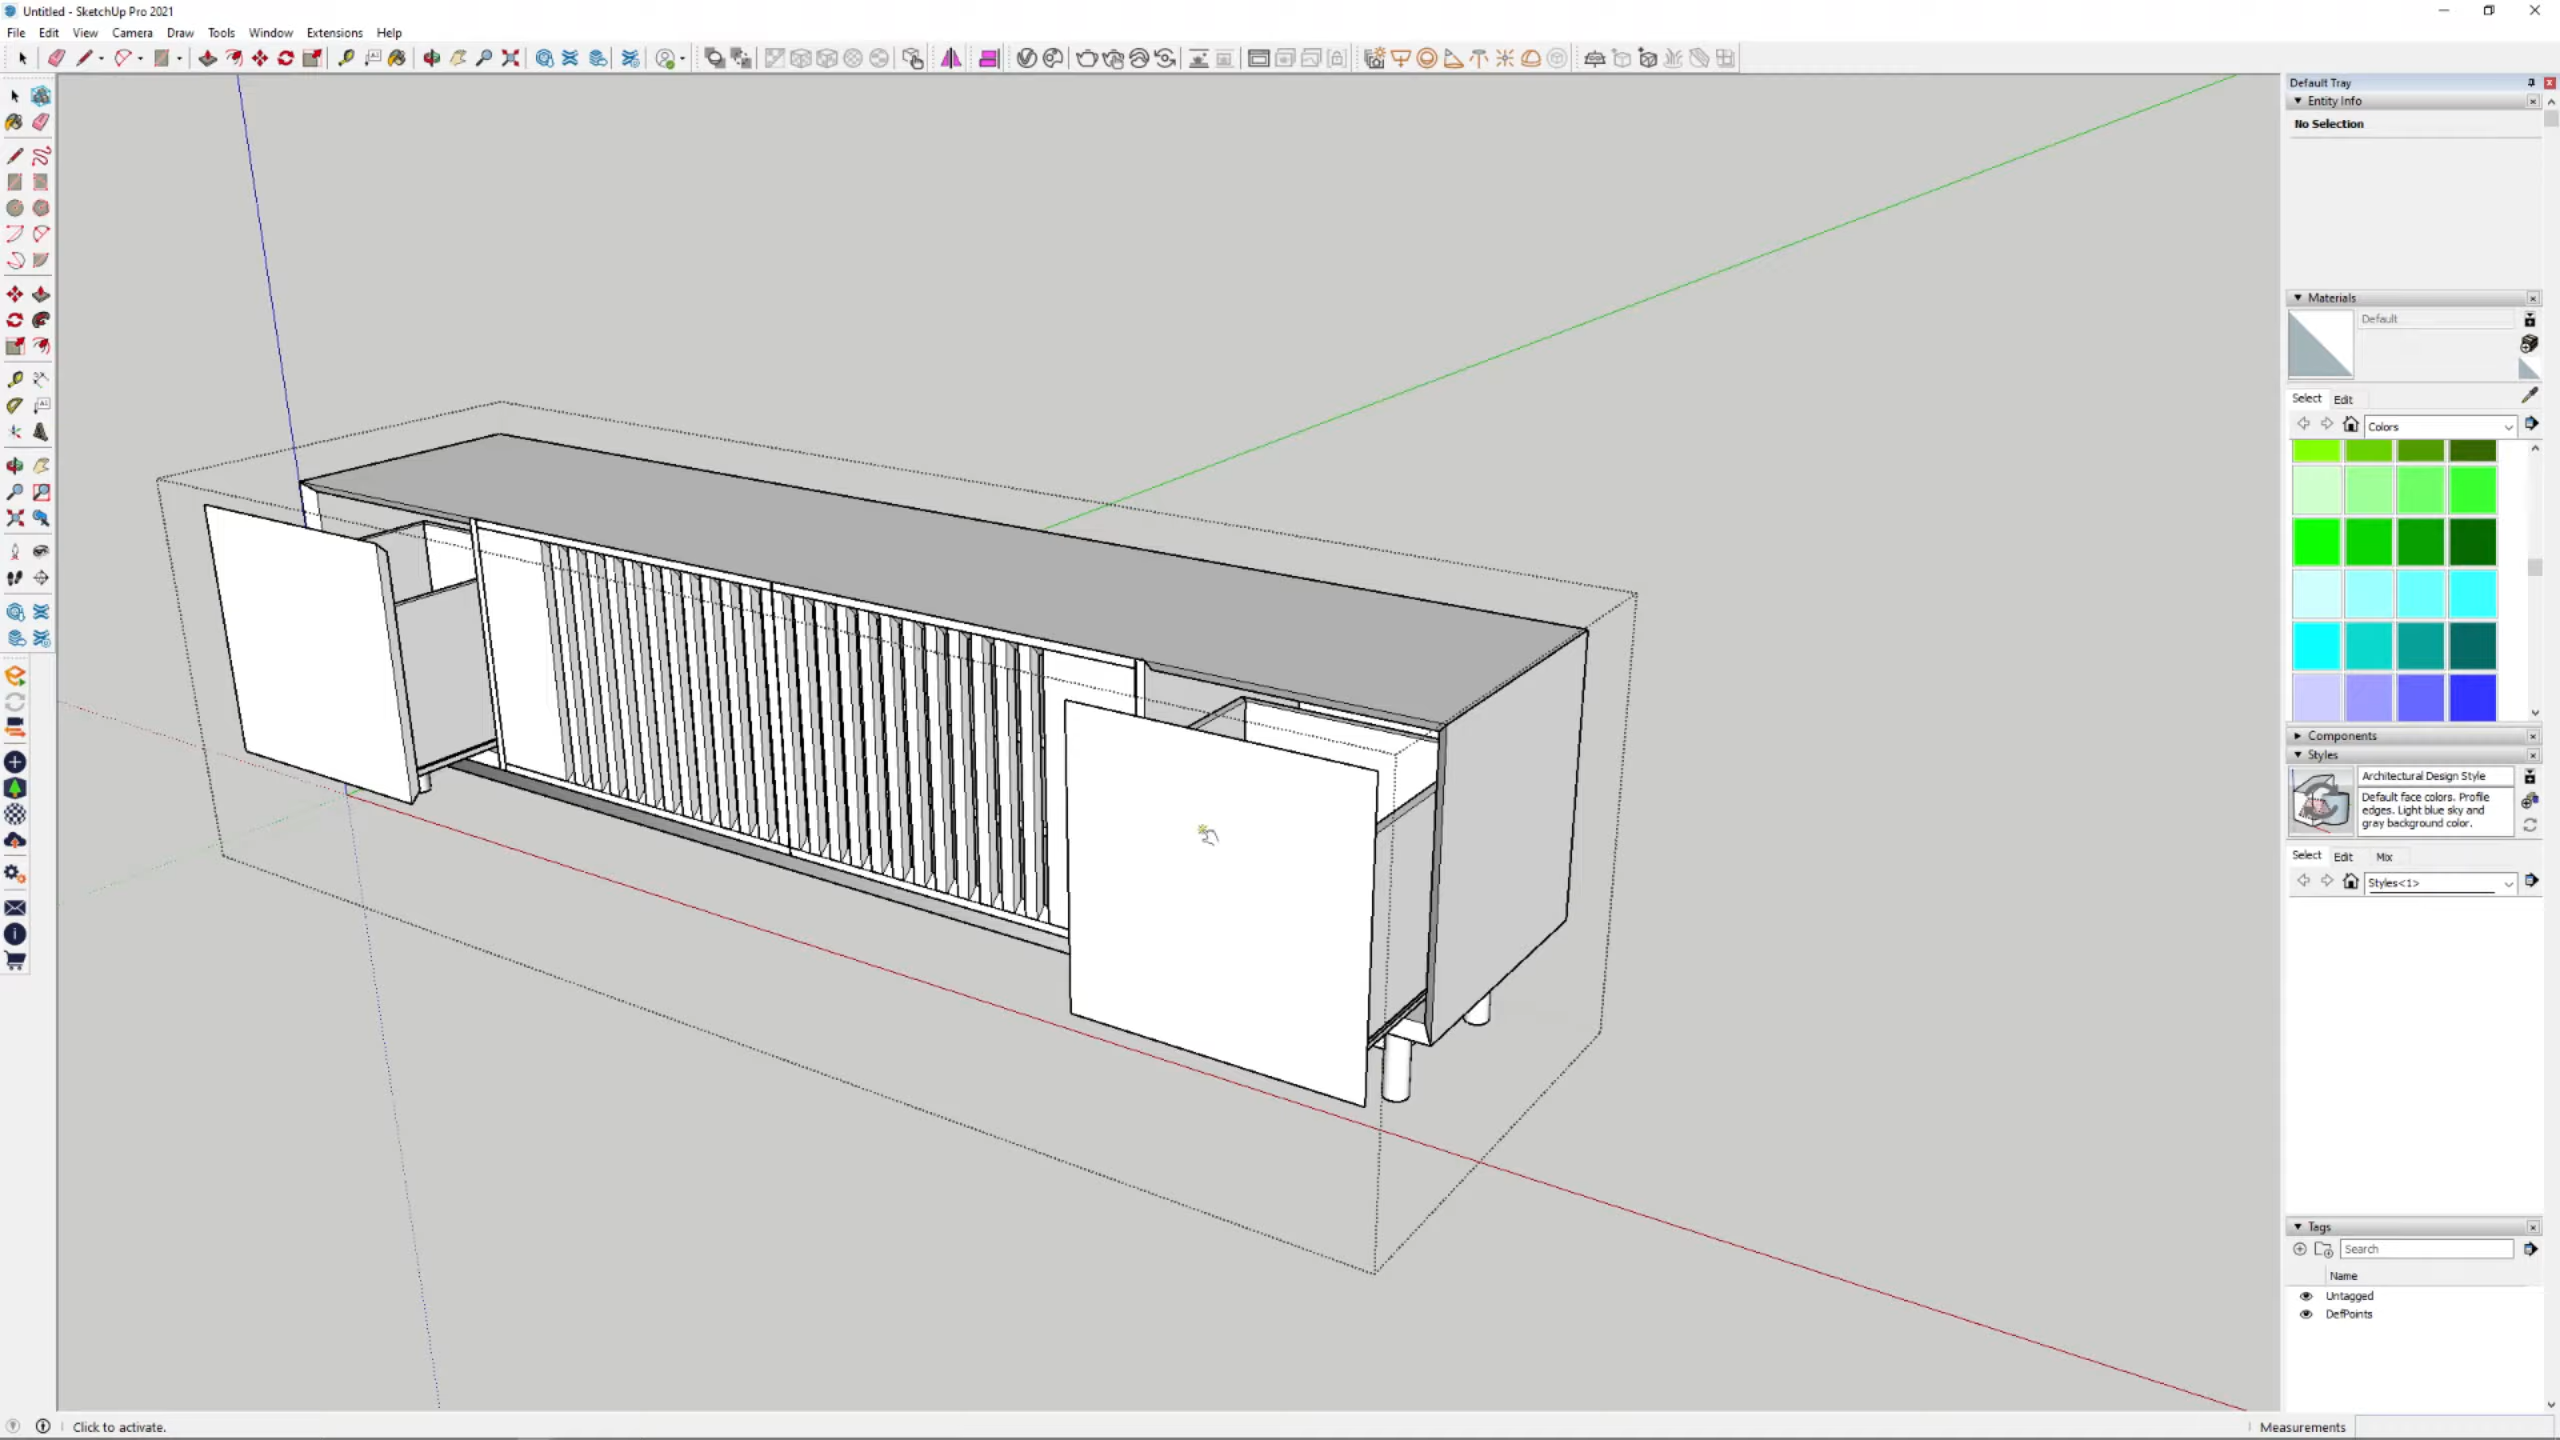 Untitled - SketchUp Pro 2021
File Edit View Camera Draw Tools Window Extensions Help
Default Tray
Entity Info
No Selection
Materials
Default
Select Edit
Colors
Components
Styles
Architectural Design Style
Default face colors. Profile
edges. Light blue sky and
gray background color.
Select Edit Mix
Styles<1>
Tags
Search
Name
Untagged
DefPoints
Click to activate.
Measurements